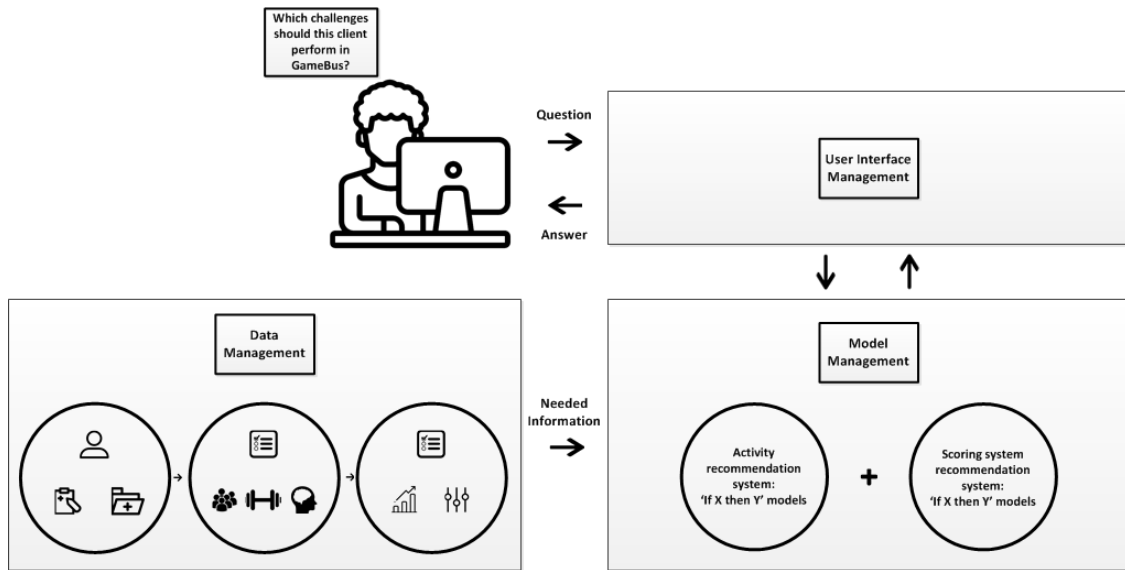 Which challenges
should this client
perform in
GameBus?
Question
Answer
User Interface
Management
Data
Management
Needed
Information
Model
Management
Activity
recommendation
system:
'If X then Y' models
+
Scoring system
recommendation
system:
'If X then Y' models